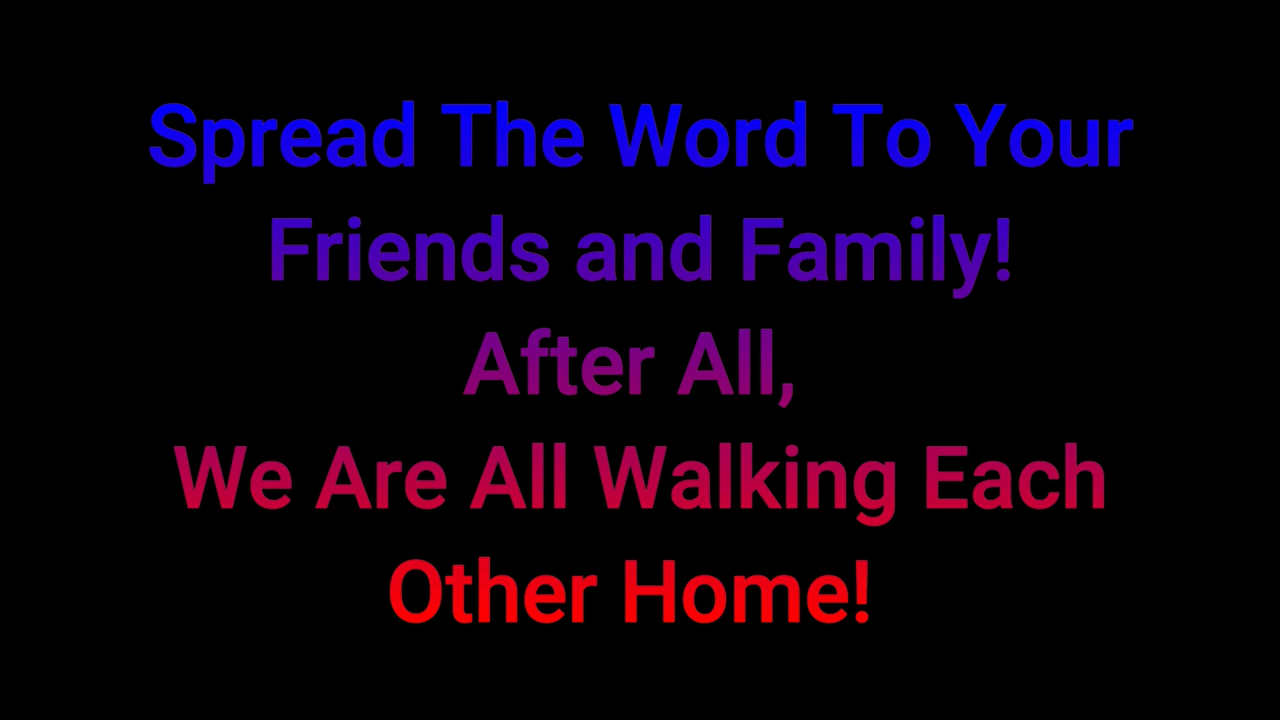 Spread The Word To Your
Friends and Family!
After All,
We Are All Walking Each
Other Home!